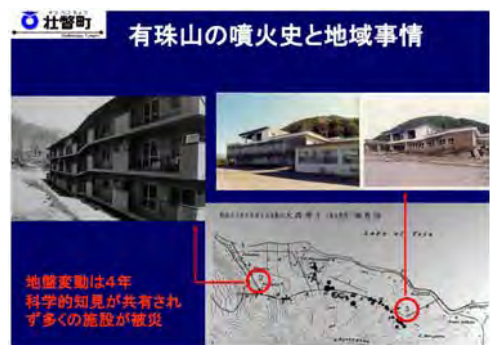 壮瞥町
有珠山の噴火史と地域事情
Lake of Toya
地盤変動は4年
科学的知見が共有され
ず多くの施設が被災